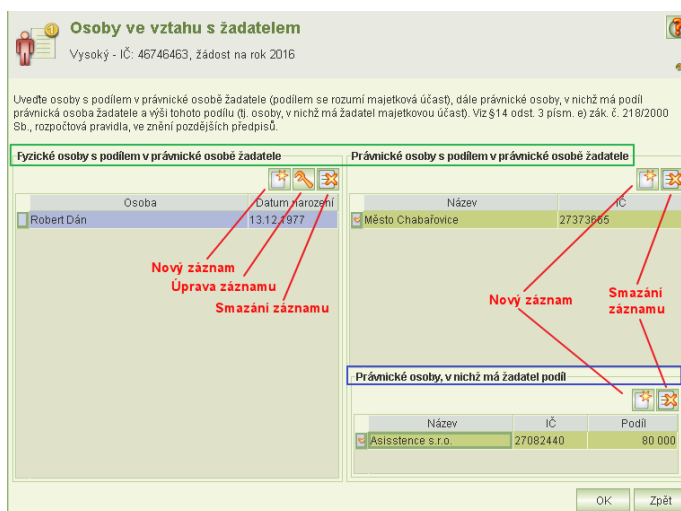 Osoby ve vztahu s žadatelem
Vysoký - IČ: 46746463, žádost na rok 2016
Uveďte osoby s podílem v právnické osobě žadatele (podílem se rozumí majetková účast), dále právnické osoby, v nichž má podíl
právnická osoba žadatele a výši tohoto podílu (tj. osoby, v nichž má žadatel majetkovou účast). Viz § 14 odst. 3 písm. e) zák. č. 218/2000
Sb., rozpočtová pravidla, ve znění pozdějších předpisů.
Fyzické osoby s podílem v právnické osobě žadatele
Osoba Datum narození
Robert Dán 13.12.1977
Nový záznam
Úprava záznamu
Smazání záznamu
Právnické osoby s podílem v právnické osobě žadatele
Název IČ
Město Chabařovice 27373665
Nový záznam
Smazání
záznamu
Právnické osoby, v nichž má žadatel podíl
Název IČ Podíl
Asisstence s.r.o. 27082440 80 000
OK Zpět